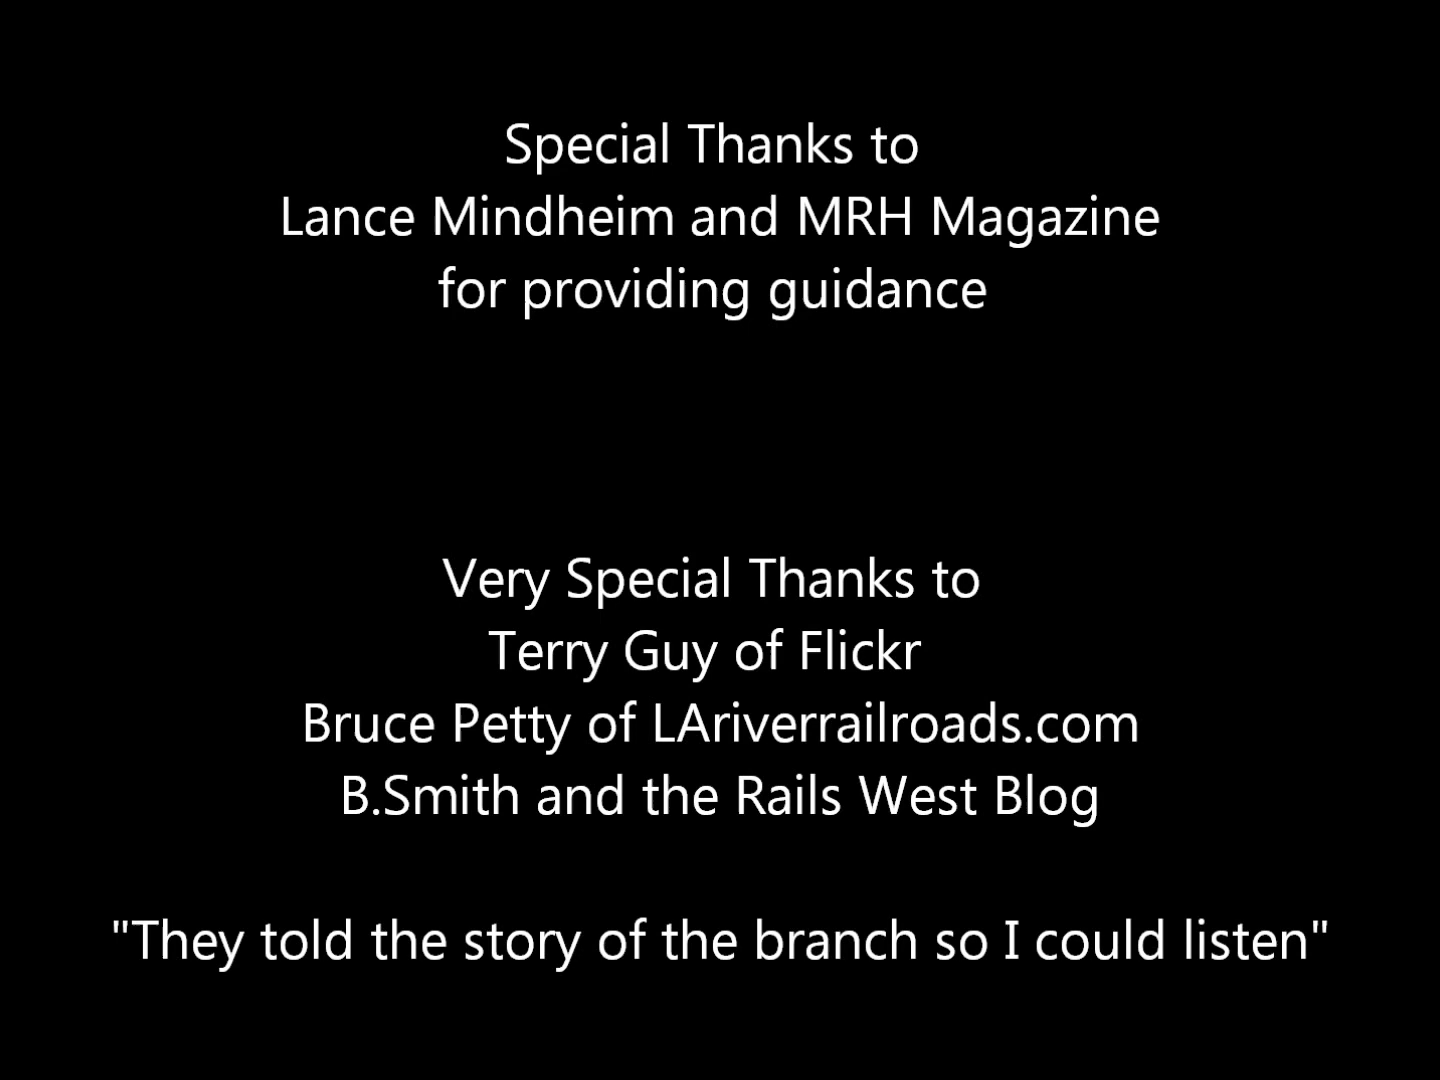 Special Thanks to
Lance Mindheim and MRH Magazine
for providing guidance
Very Special Thanks to
Terry Guy of Flickr
Bruce Petty of LAriverrailroads.com
B.Smith and the Rails West Blog
"They told the story of the branch so I could listen"